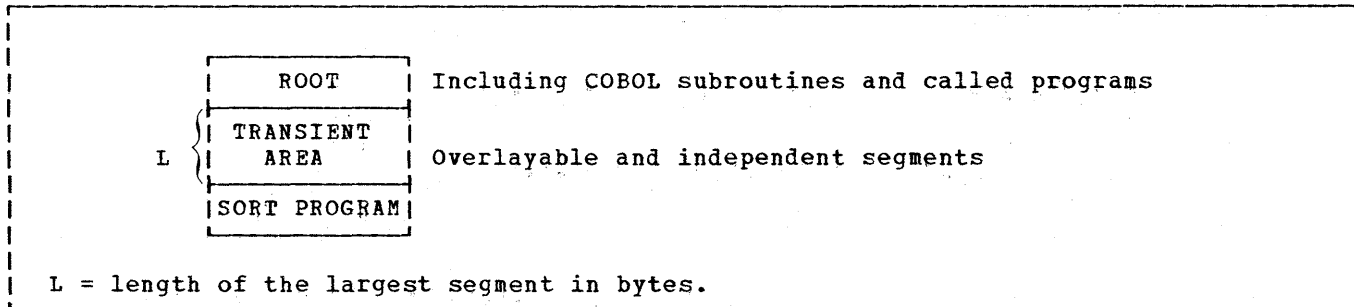 ROOT Including COBOL subroutines and called programs
TRANSIENT
L AREA Overlayable and independent segments
SORT PROGRAM
L = length of the largest segment in bytes.